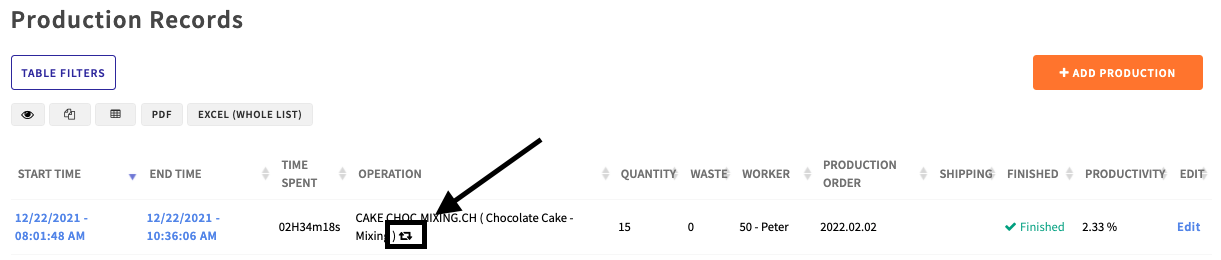 Production Records
TABLE FILTERS
ADD PRODUCTION
PDF
EXCEL (WHOLE LIST)
START TIME
END TIME
TIME
SPENT
OPERATION
QUANTITY
WASTE
WORKER
PRODUCTION
ORDER
SHIPPING
FINISHED
PRODUCTIVITY
EDIT
12/22/2021 -
08:01:48 AM
12/22/2021 -
10:36:06 AM
02H34m18s
CAKE.CHOC.MIXING.CH ( Chocolate Cake -
Mixing )
15
0
50 - Peter
2022.02.02
Finished
2.33 %
Edit